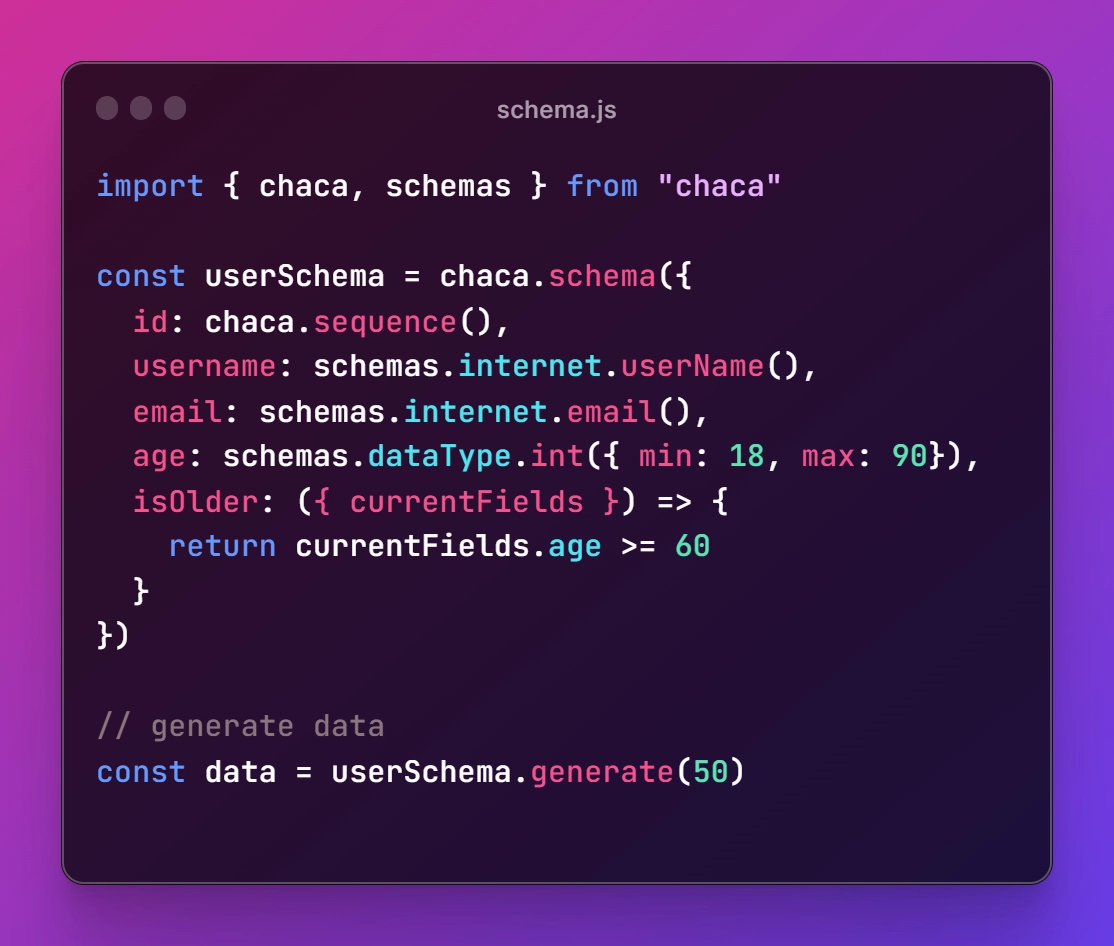 schema.js
import { chaca, schemas } from "chaca"
const userSchema = chaca.schema({
  id: chaca.sequence(),
  username: schemas.internet.userName(),
  email: schemas.internet.email(),
  age: schemas.dataType.int({ min: 18, max: 90}),
  isOlder: ({ currentFields }) => {
    return currentFields.age >= 60
  }
})
// generate data
const data = userSchema.generate(50)